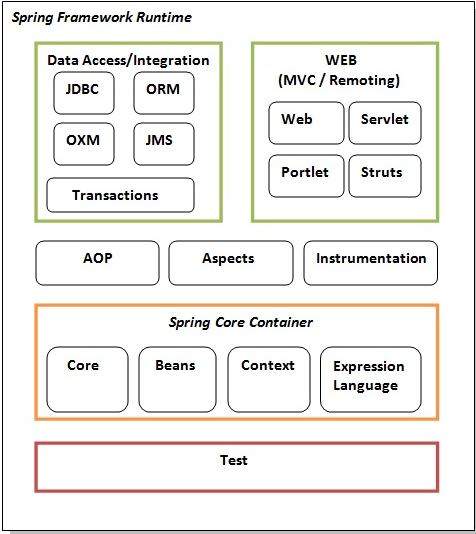 Spring Framework Runtime
Data Access/Integration
JDBC
ORM
OXM
JMS
Transactions
WEB
(MVC / Remoting)
Web
Servlet
Portlet
Struts
AOP
Aspects
Instrumentation
Spring Core Container
Core
Beans
Context
Expression
Language
Test